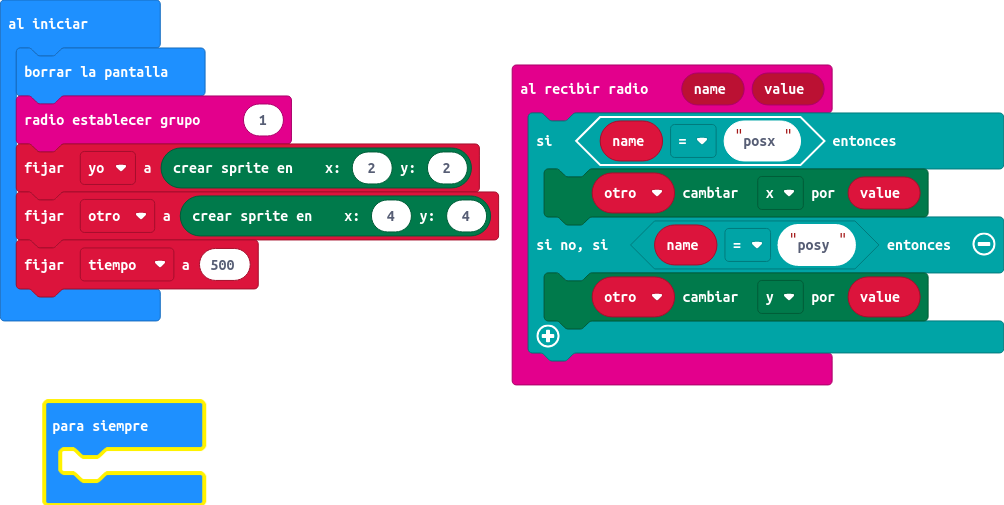 al iniciar
borrar la pantalla
radio establecer grupo 1
fijar yo a crear sprite en x: 2 y: 2
fijar otro a crear sprite en x: 4 y: 4
fijar tiempo a 500
para siempre
al recibir radio name value
si name = "posx " entonces
otro cambiar x por value
si no, si name = "posy " entonces
otro cambiar y por value